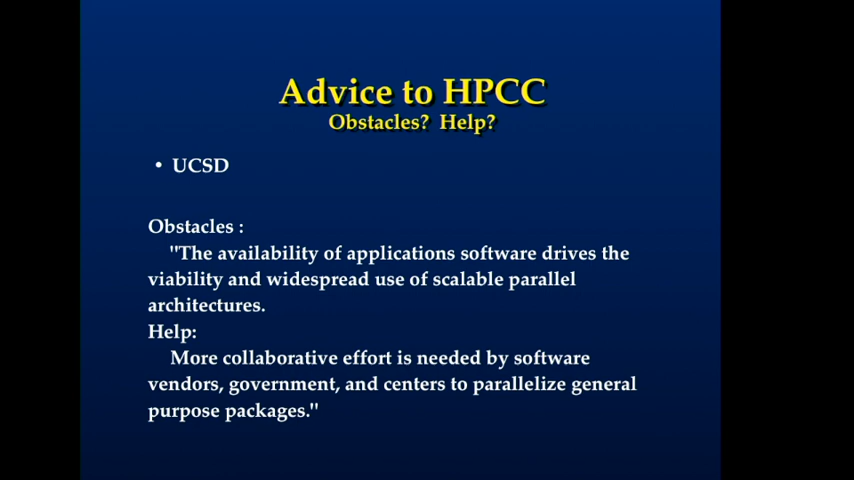 Advice to HPCC
Obstacles? Help?
• UCSD
Obstacles :
"The availability of applications software drives the
viability and widespread use of scalable parallel
architectures.
Help:
More collaborative effort is needed by software
vendors, government, and centers to parallelize general
purpose packages."